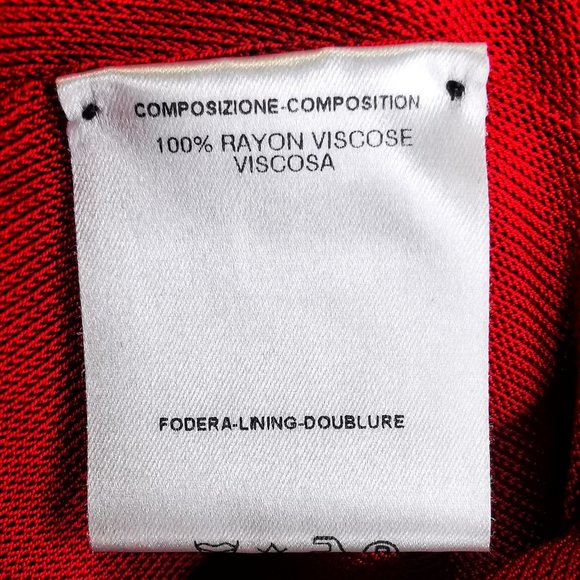 COMPOSIZIONE-COMPOSITION
100% RAYON VISCOSE
VISCOSA
FODERA-LINING-DOUBLURE